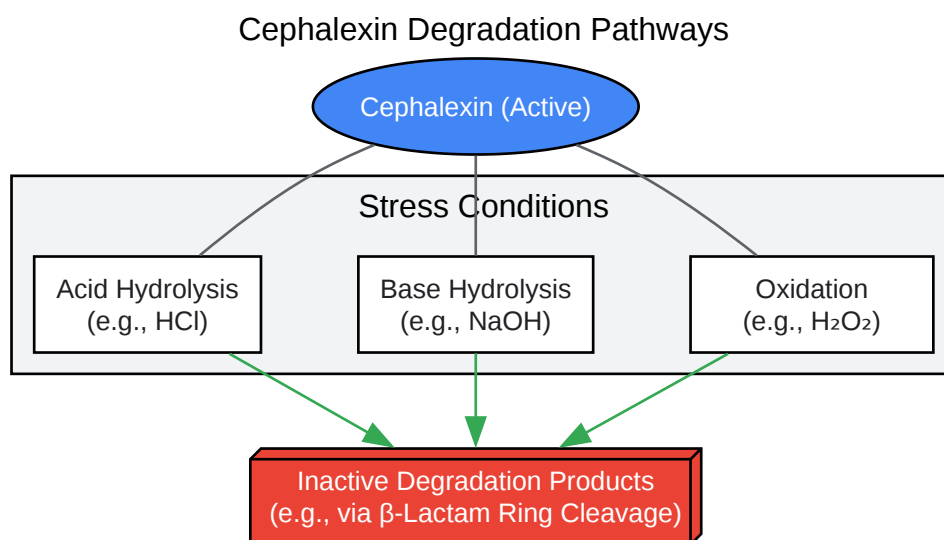 Cephalexin Degradation Pathways
Cephalexin (Active)
Stress Conditions
Acid Hydrolysis
(e.g., HCl)
Base Hydrolysis
(e.g., NaOH)
Oxidation
(e.g., H₂O₂)
Inactive Degradation Products
(e.g., via β-Lactam Ring Cleavage)